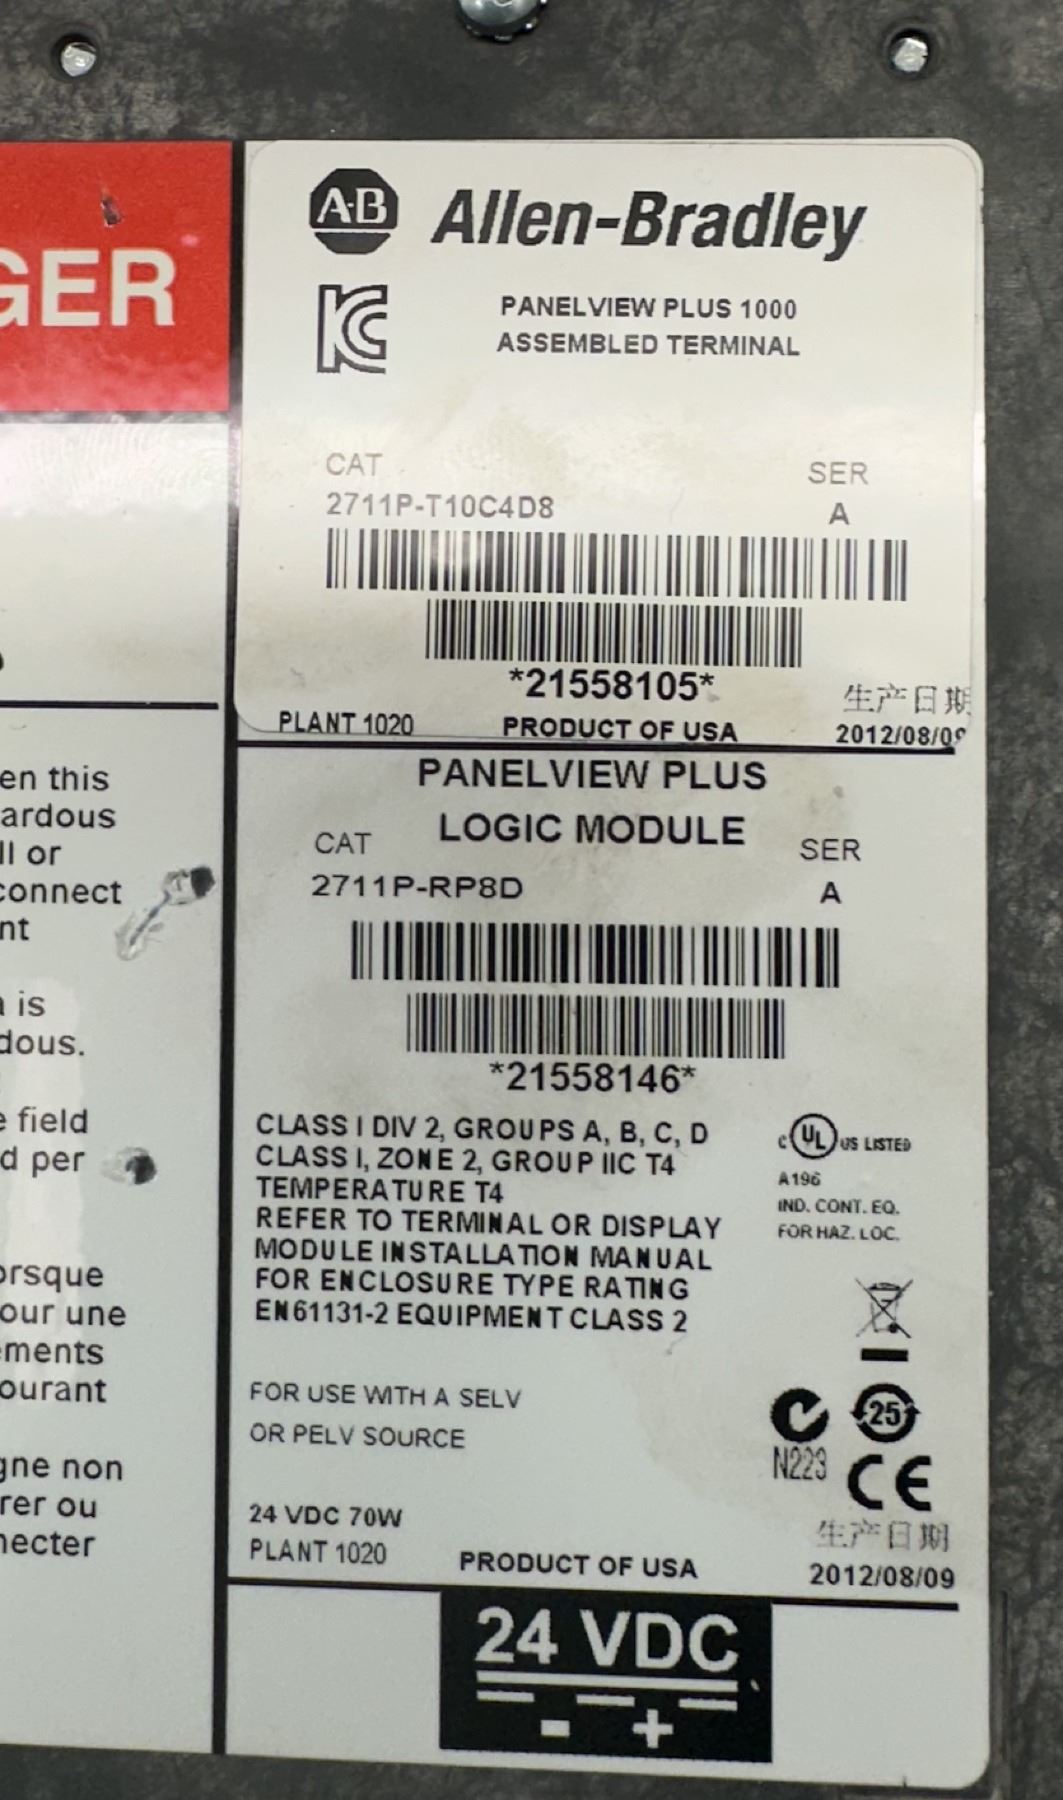 GER
en this
ardous
ll or
connect
nt
is
dous.
e field
d per
orsque
our une
ements
ourant
gne non
rer ou
necter
A·B Allen-Bradley
PANELVIEW PLUS 1000
ASSEMBLED TERMINAL
CAT SER
2711P-T10C4D8 A
*21558105*
生产日期
PLANT 1020 PRODUCT OF USA 2012/08/09
PANELVIEW PLUS
LOGIC MODULE
CAT SER
2711P-RP8D A
*21558146*
CLASS I DIV 2, GROUPS A, B, C, D
CLASS I, ZONE 2, GROUP IIC T4
TEMPERATURE T4
REFER TO TERMINAL OR DISPLAY
MODULE INSTALLATION MANUAL
FOR ENCLOSURE TYPE RATING
EN61131-2 EQUIPMENT CLASS 2
c UL US LISTED
A196
IND. CONT. EQ.
FOR HAZ. LOC.
FOR USE WITH A SELV
OR PELV SOURCE
25
N223 CE
24 VDC 70W
生产日期
PLANT 1020 PRODUCT OF USA 2012/08/09
24 VDC
- +